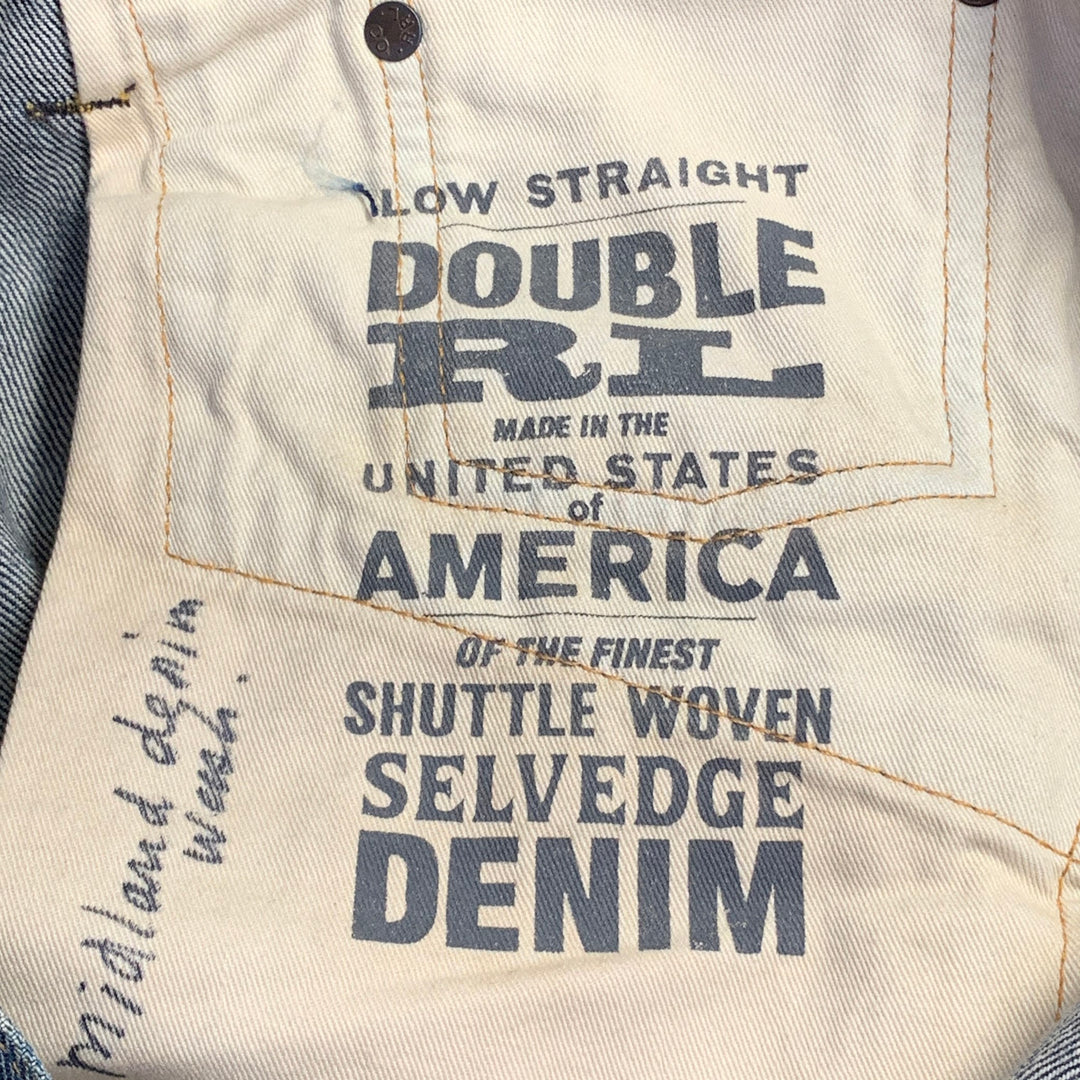 LOW STRAIGHT
DOUBLE
RL
MADE IN THE
UNITED STATES
of
AMERICA
OF THE FINEST
SHUTTLE WOVEN
SELVEDGE
DENIM
midland denim
wash.